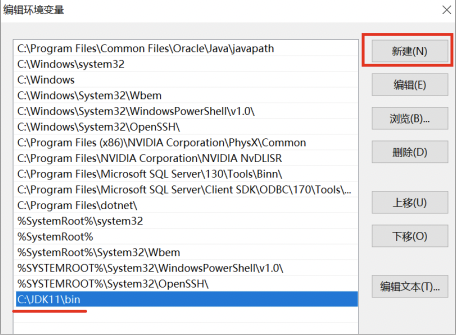 编辑环境变量
C:\Program Files\Common Files\Oracle\Java\javapath
C:\Windows\system32
C:\Windows
C:\Windows\System32\Wbem
C:\Windows\System32\WindowsPowerShell\v1.0\
C:\Windows\System32\OpenSSH\
C:\Program Files (x86)\NVIDIA Corporation\PhysX\Common
C:\Program Files\NVIDIA Corporation\NVIDIA NvDLISR
C:\Program Files\Microsoft SQL Server\130\Tools\Binn\
C:\Program Files\Microsoft SQL Server\Client SDK\ODBC\170\Tools\...
C:\Program Files\dotnet\
%SystemRoot%\system32
%SystemRoot%
%SystemRoot%\System32\Wbem
%SYSTEMROOT%\System32\WindowsPowerShell\v1.0\
%SYSTEMROOT%\System32\OpenSSH\
C:\JDK11\bin
新建(N)
编辑(E)
浏览(B)...
删除(D)
上移(U)
下移(O)
编辑文本(T)...